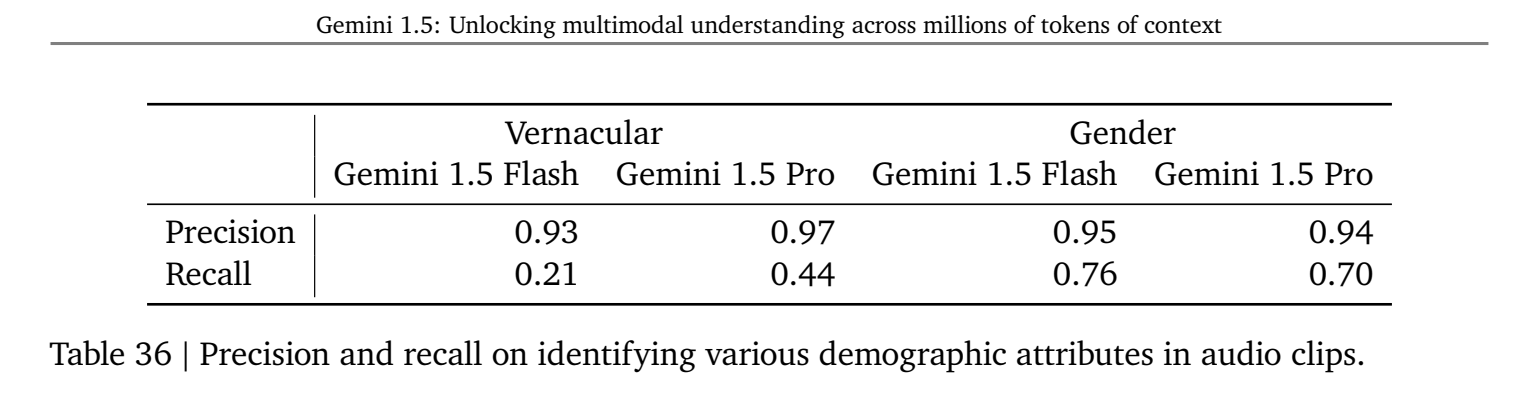 Gemini 1.5: Unlocking multimodal understanding across millions of tokens of context
Vernacular Gender
Gemini 1.5 Flash Gemini 1.5 Pro Gemini 1.5 Flash Gemini 1.5 Pro
Precision 0.93 0.97 0.95 0.94
Recall 0.21 0.44 0.76 0.70
Table 36 | Precision and recall on identifying various demographic attributes in audio clips.